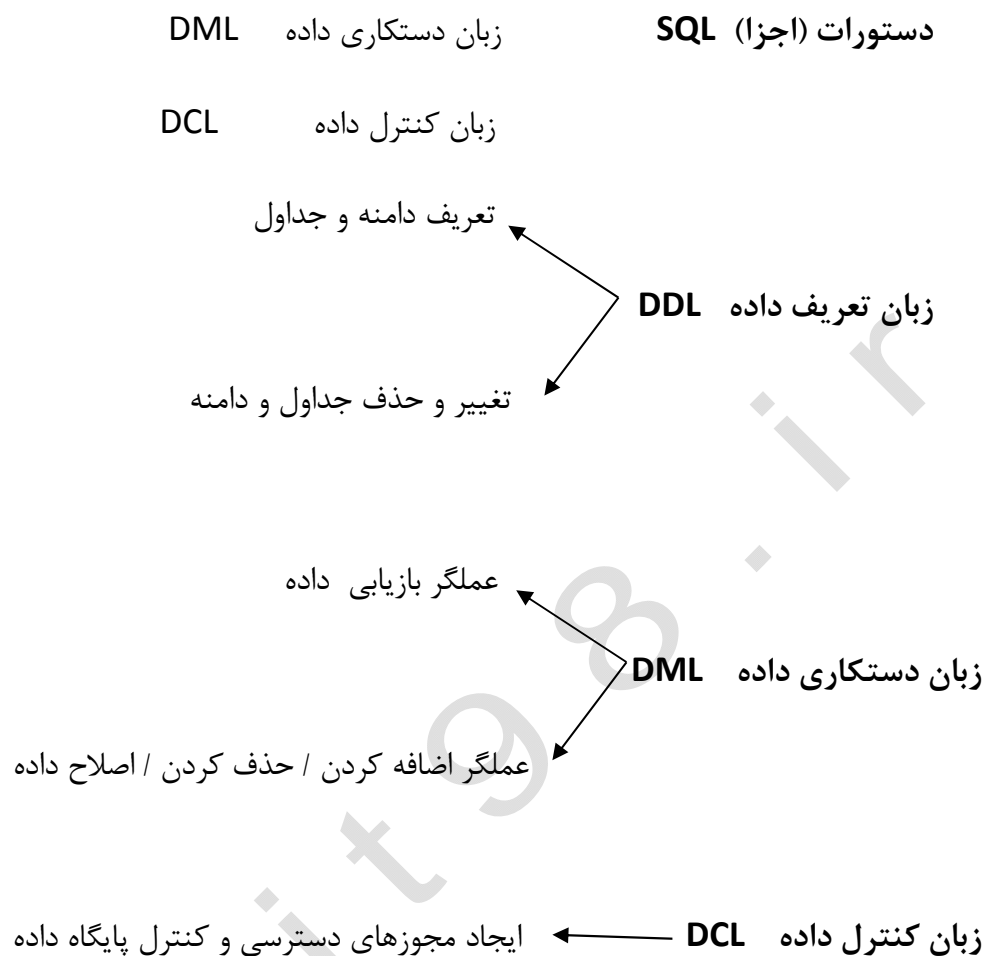 دستورات (اجزا) SQL زبان دستکاری داده DML
زبان کنترل داده DCL
تعریف دامنه و جداول
زبان تعریف داده DDL
تغییر و حذف جداول و دامنه
عملگر بازیابی داده
زبان دستکاری داده DML
عملگر اضافه کردن / حذف کردن / اصلاح داده
زبان کنترل داده DCL ایجاد مجوزهای دسترسی و کنترل پایگاه داده
it98.ir